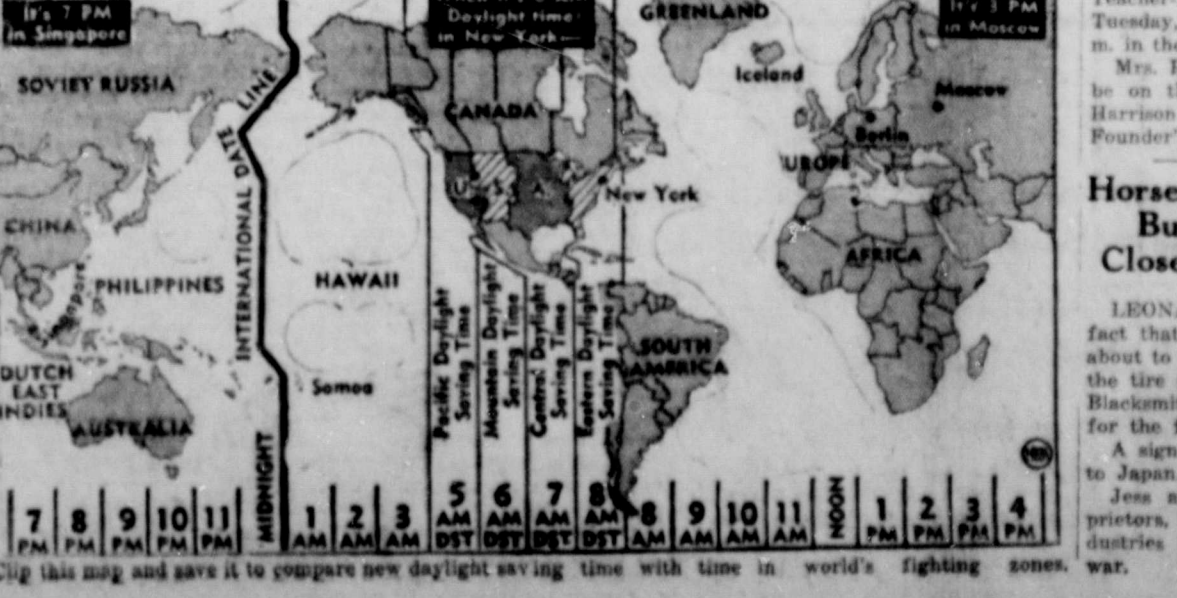 It's 7 PM
in Singapore
Daylight time
in New York—
It's 3 PM
in Moscow
GREENLAND
Iceland
SOVIET RUSSIA
CANADA
Moscow
Berlin
EUROPE
U. S. A.
New York
CHINA
AFRICA
PHILIPPINES
Singapore
HAWAII
INTERNATIONAL DATE LINE
DUTCH
EAST
INDIES
AUSTRALIA
Samoa
SOUTH
AMERICA
Pacific Daylight
Saving Time
Mountain Daylight
Saving Time
Central Daylight
Saving Time
Eastern Daylight
Saving Time
7 PM
8 PM
9 PM
10 PM
11 PM
MIDNIGHT
1 AM
2 AM
3 AM
5 AM DST
6 AM DST
7 AM DST
8 AM DST
8 AM
9 AM
10 AM
11 AM
NOON
1 PM
2 PM
3 PM
4 PM
Clip this map and save it to compare new daylight saving time with time in world's fighting zones.
Tuesday,
m. in the
Mrs.
be on
Harrison
Founder'
Horse
Bu
Close
LEON
fact that
about to
the tire
Blacksmi
for the
A sign
to Japan
Jess
prietors,
dustries
war.